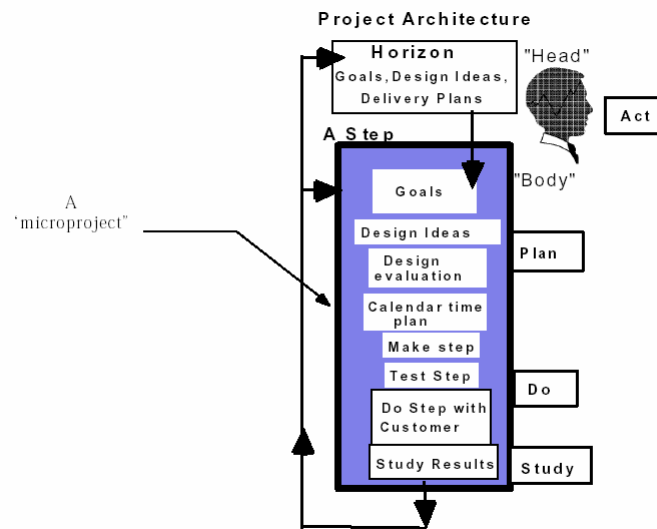 Project Architecture
Horizon
Goals, Design Ideas,
Delivery Plans
"Head"
Act
A Step
"Body"
Goals
A
‘microproject"
Design Ideas
Plan
Design
evaluation
Calendar time
plan
Make step
Test Step
Do
Do Step with
Customer
Study Results
Study